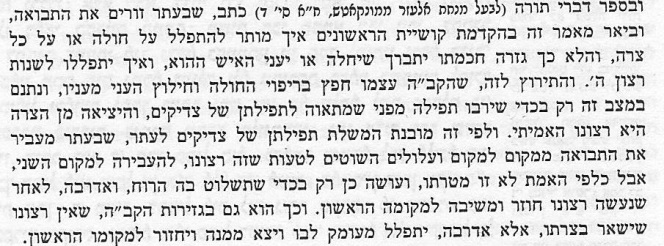 ובספר דברי תורה (לבעל מנחת אלעזר ממונקאטש, ח"א סי' ד) כתב, שבעתר זורים את התבואה,
וביאר מאמר זה בהקדמת קושיית הראשונים איך מותר להתפלל על חולה או על כל
צרה, והלא כך גזרה חכמתו יתברך שיחלה או יעני האיש ההוא, ואיך יתפללו לשנות
רצון ה'. והתירוץ לזה, שהקב"ה עצמו חפץ בריפוי החולה וחילוץ העני מעניו, ונתנם
במצב זה רק בכדי שירבו תפילה מפני שמתאוה לתפילתן של צדיקים, והיציאה מן הצרה
היא רצונו האמיתי. ולפי זה מובנת המשלת תפילתן של צדיקים לעתר, שבעתר מעביר
את התבואה ממקום למקום ועלולים השוטים לטעות שזה רצונו, להעבירה למקום השני,
אבל כלפי האמת לא זו מטרתו, ועושה כן רק בכדי שתשלוט בה הרוח, ואדרבה, לאחר
שנעשה רצונו חוזר ומשיבה למקומה הראשון. וכך הוא גם בגזירות הקב"ה, שאין רצונו
שישאר בצרתו, אלא אדרבה, יתפלל מעומק לבו ויצא ממנה ויחזור למקומו הראשון.